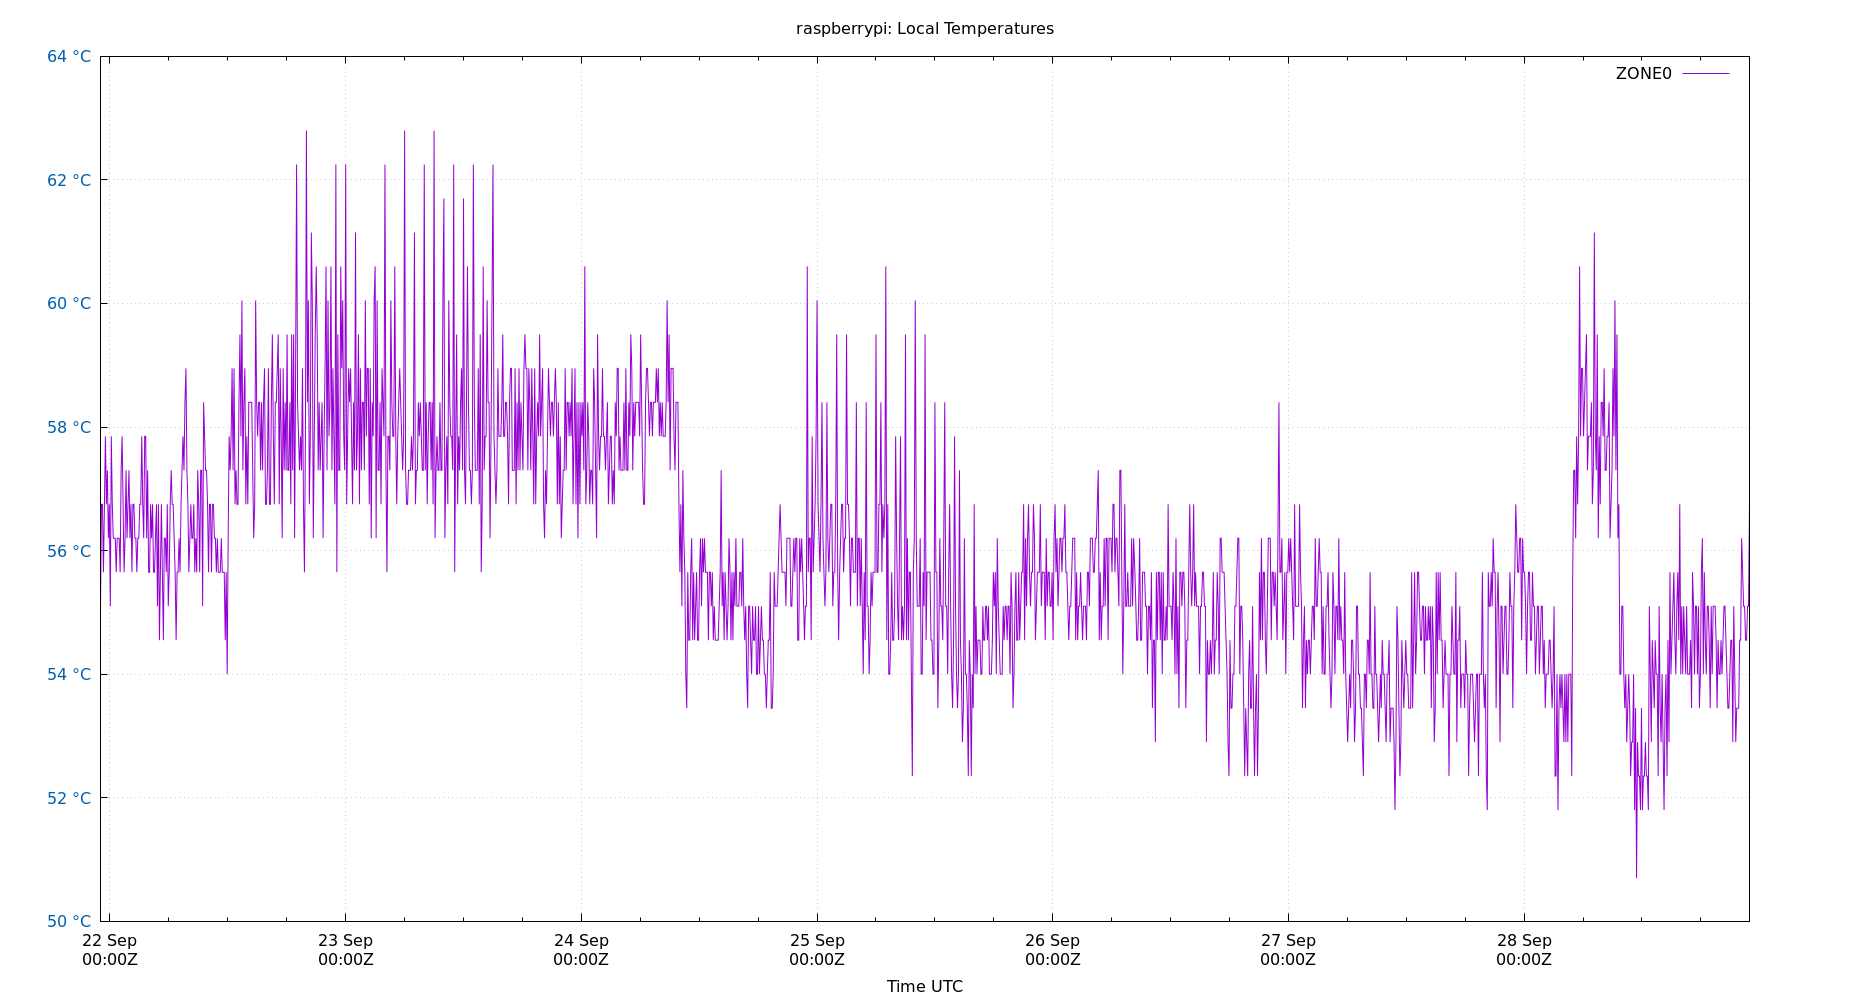 raspberrypi: Local Temperatures
ZONE0
64 °C
62 °C
60 °C
58 °C
56 °C
54 °C
52 °C
50 °C
22 Sep 23 Sep 24 Sep 25 Sep 26 Sep 27 Sep 28 Sep
00:00Z 00:00Z 00:00Z 00:00Z 00:00Z 00:00Z 00:00Z
Time UTC